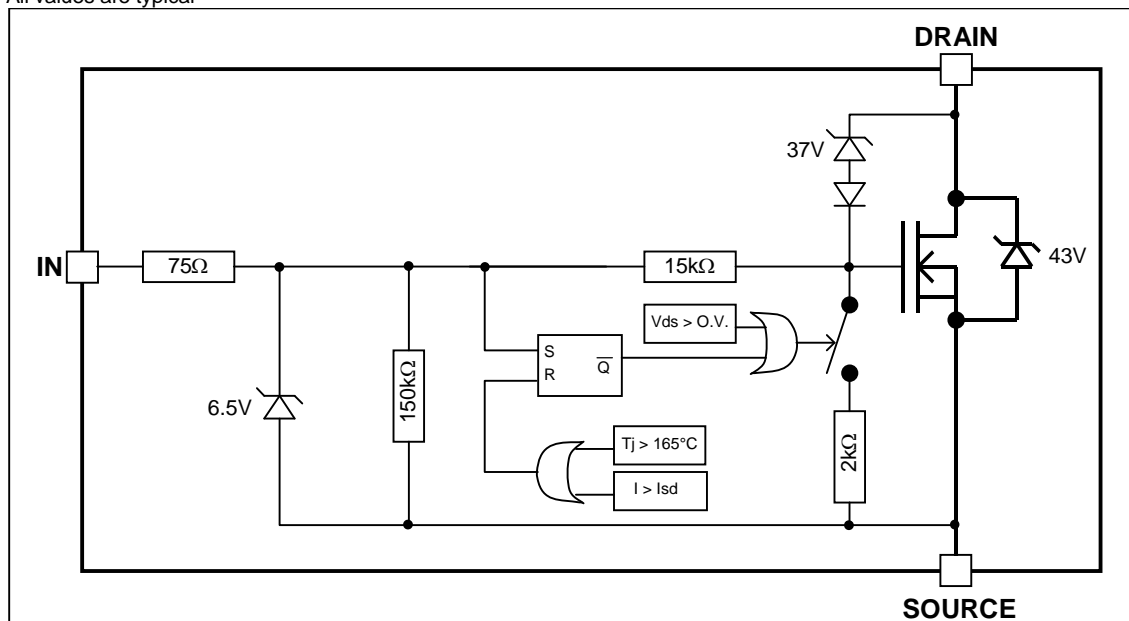 All values are typical
DRAIN
37V
IN
75Ω
15kΩ
43V
Vds > O.V.
S
R
Q̅
150kΩ
6.5V
Tj > 165°C
I > Isd
2kΩ
SOURCE